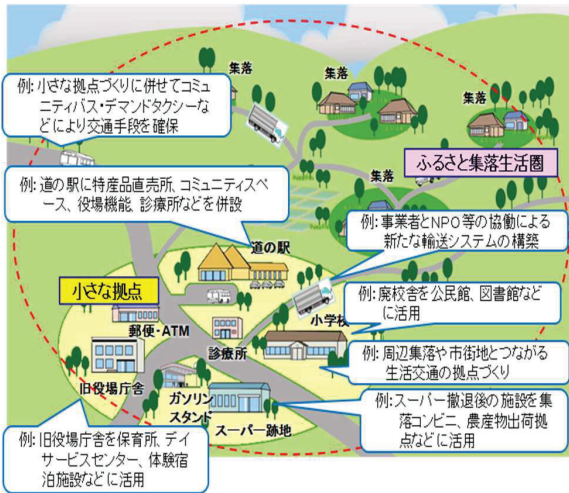 集落
集落
集落
例: 小さな拠点づくりに併せてコミュ
ニティバス・デマンドタクシーな
どにより交通手段を確保
ふるさと集落生活圏
集落
例: 道の駅に特産品直売所、コミュニティスペ
ース、役場機能、診療所などを併設
例: 事業者とNPO等の協働による
新たな輸送システムの構築
道の駅
小さな拠点
例: 廃校舎を公民館、図書館など
に活用
小学校
郵便・ATM
診療所
例: 周辺集落や市街地とつながる
生活交通の拠点づくり
旧役場庁舎
ガソリン
スタンド
スーパー跡地
例: スーパー撤退後の施設を集
落コンビニ、農産物出荷拠
点などに活用
例: 旧役場庁舎を保育所、デイ
サービスセンター、体験宿
泊施設などに活用